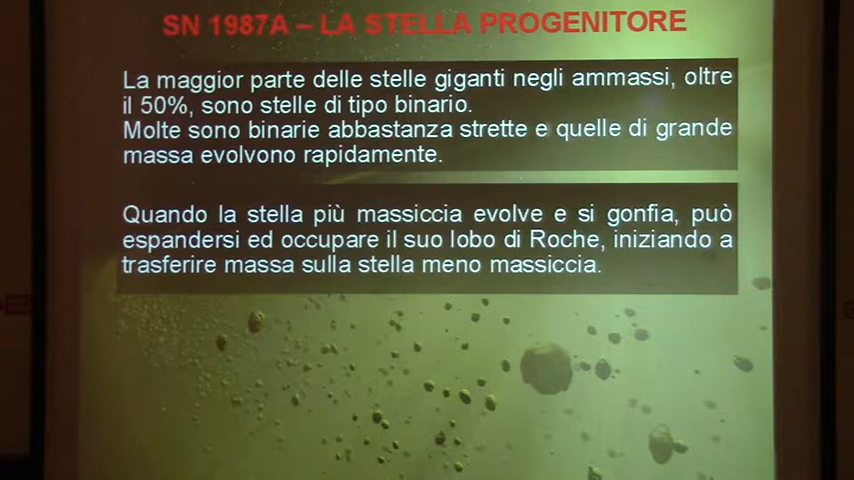 SN 1987A – LA STELLA PROGENITORE
La maggior parte delle stelle giganti negli ammassi, oltre
il 50%, sono stelle di tipo binario.
Molte sono binarie abbastanza strette e quelle di grande
massa evolvono rapidamente.
Quando la stella più massiccia evolve e si gonfia, può
espandersi ed occupare il suo lobo di Roche, iniziando a
trasferire massa sulla stella meno massiccia.